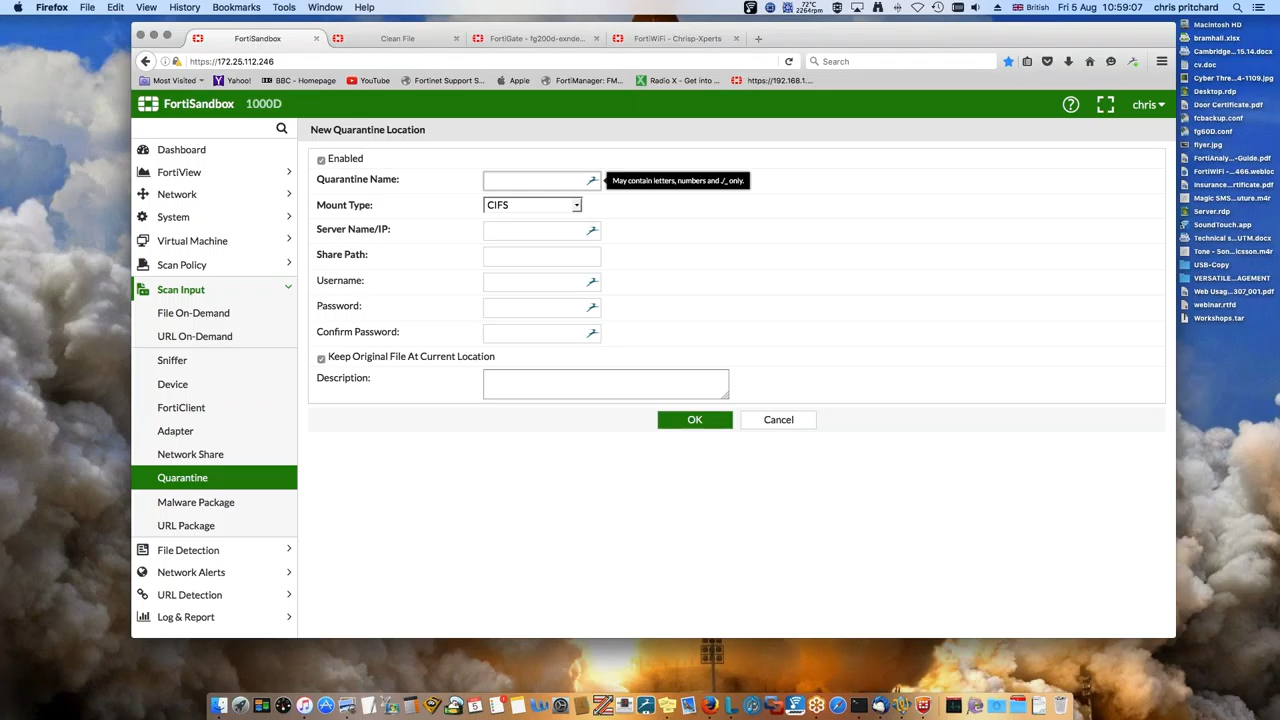 Firefox File Edit View History Bookmarks Tools Window Help
72°C
2264rpm
British Fri 5 Aug 10:59:07 chris pritchard
FortiSandbox
Clean File
FortiGate - fg200d-exnde...
FortiWiFi - Chrisp-Xperts
https://172.25.112.246
Search
Most Visited
Yahoo!
BBC - Homepage
YouTube
Fortinet Support S...
Apple
FortiManager: FM...
Radio X - Get into ...
https://192.168.1....
FortiSandbox 1000D
chris
Dashboard
FortiView
Network
System
Virtual Machine
Scan Policy
Scan Input
File On-Demand
URL On-Demand
Sniffer
Device
FortiClient
Adapter
Network Share
Quarantine
Malware Package
URL Package
File Detection
Network Alerts
URL Detection
Log & Report
New Quarantine Location
Enabled
Quarantine Name:
May contain letters, numbers and ./_ only.
Mount Type:
CIFS
Server Name/IP:
Share Path:
Username:
Password:
Confirm Password:
Keep Original File At Current Location
Description:
OK
Cancel
Macintosh HD
bramhall.xlsx
Cambridge...15.14.docx
cv.doc
Cyber Thre...4-1109.jpg
Desktop.rdp
Door Certificate.pdf
fcbackup.conf
fg60D.conf
flyer.jpg
FortiAnaly...-Guide.pdf
FortiWiFi -...466.webloc
Insurance...rtificate.pdf
Magic SMS...uture.m4r
Server.rdp
SoundTouch.app
Technical s...UTM.docx
Tone - Son...icsson.m4r
USB-Copy
VERSATILE...AGEMENT
Web Usag...307_001.pdf
webinar.rtfd
Workshops.tar